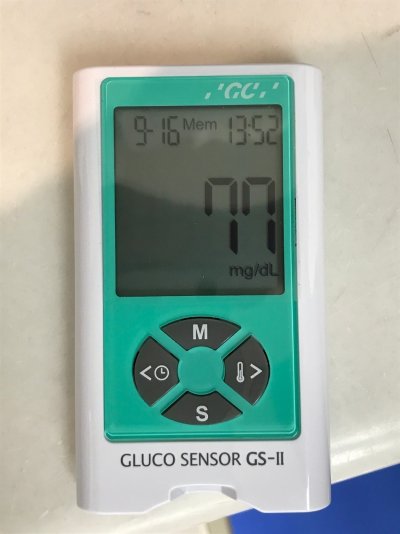 GC
9-16 Mem 13:52
77
mg/dL
M
<
>
S
GLUCO SENSOR GS-II